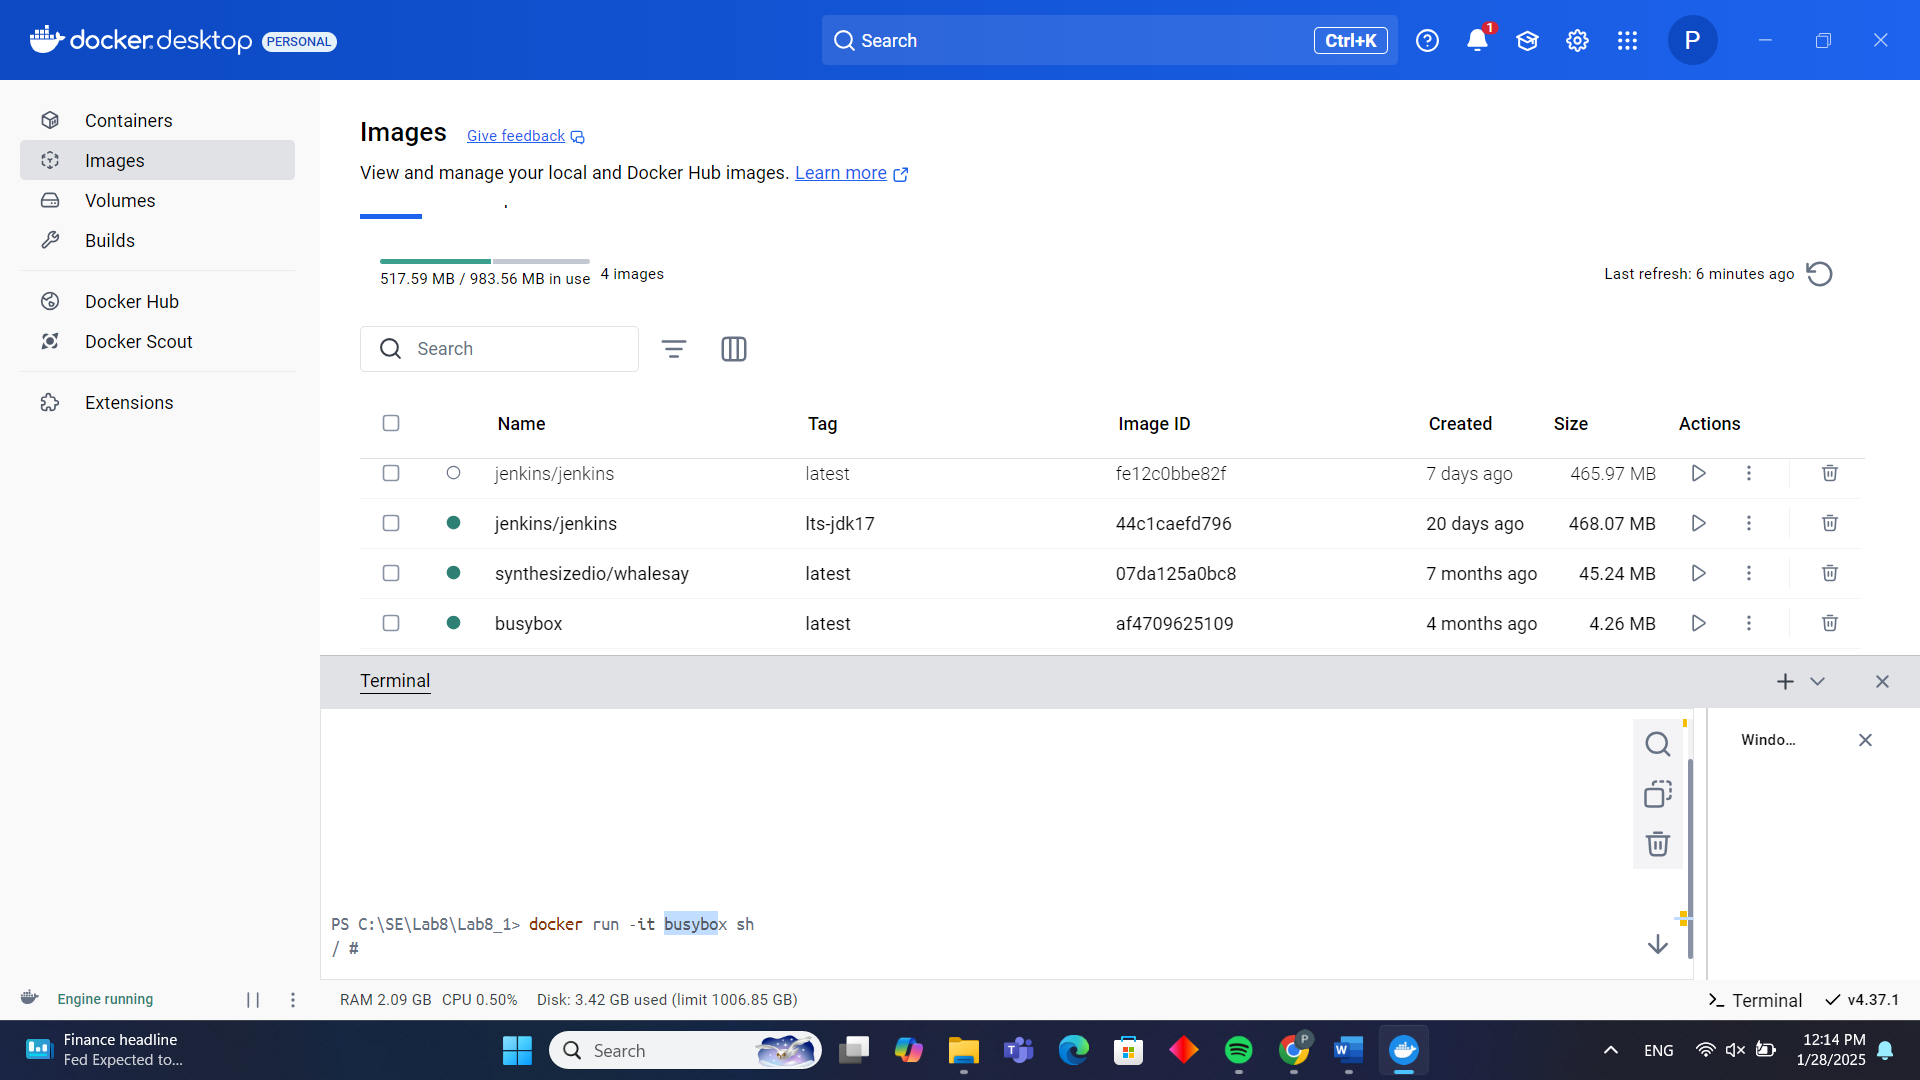 docker.desktop PERSONAL
Search Ctrl+K
1
P
Containers
Images
Volumes
Builds
Docker Hub
Docker Scout
Extensions
Images Give feedback
View and manage your local and Docker Hub images. Learn more
517.59 MB / 983.56 MB in use 4 images
Last refresh: 6 minutes ago
Search
Name Tag Image ID Created Size Actions
jenkins/jenkins latest fe12c0bbe82f 7 days ago 465.97 MB
jenkins/jenkins lts-jdk17 44c1caefd796 20 days ago 468.07 MB
synthesizedio/whalesay latest 07da125a0bc8 7 months ago 45.24 MB
busybox latest af4709625109 4 months ago 4.26 MB
Terminal
Windo...
PS C:\SE\Lab8\Lab8_1> docker run -it busybox sh
/ #
Engine running
RAM 2.09 GB CPU 0.50% Disk: 3.42 GB used (limit 1006.85 GB)
>_ Terminal
v4.37.1
Finance headline
Fed Expected to...
Search
P
ENG
12:14 PM
1/28/2025